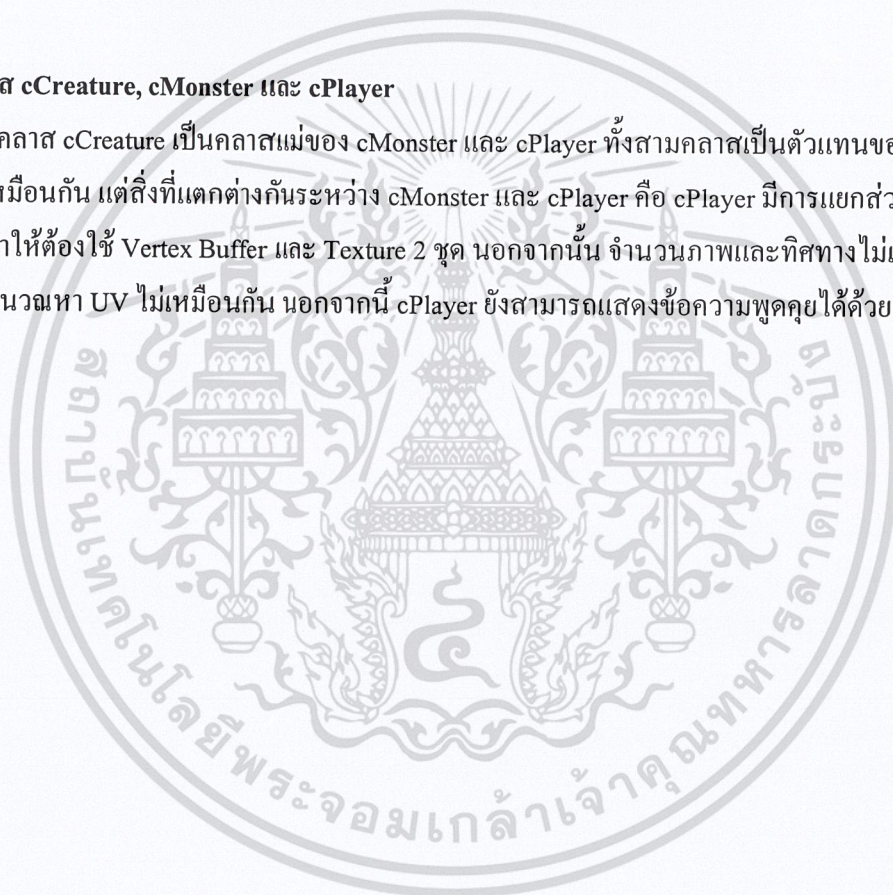 ส cCreature, cMonster และ cPlayer
คลาส cCreature เป็นคลาสแม่ของ cMonster และ cPlayer ทั้งสามคลาสเป็นตัวแทนขอ
หมือนกัน แต่สิ่งที่แตกต่างกันระหว่าง cMonster และ cPlayer คือ cPlayer มีการแยกส่ว
าให้ต้องใช้ Vertex Buffer และ Texture 2 ชุด นอกจากนั้น จำนวนภาพและทิศทางไม่เ
นวณหา UV ไม่เหมือนกัน นอกจากนี้ cPlayer ยังสามารถแสดงข้อความพูดคุยได้ด้วย
สถาบันเทคโนโลยีพระจอมเกล้าเจ้าคุณทหารลาดกระบัง